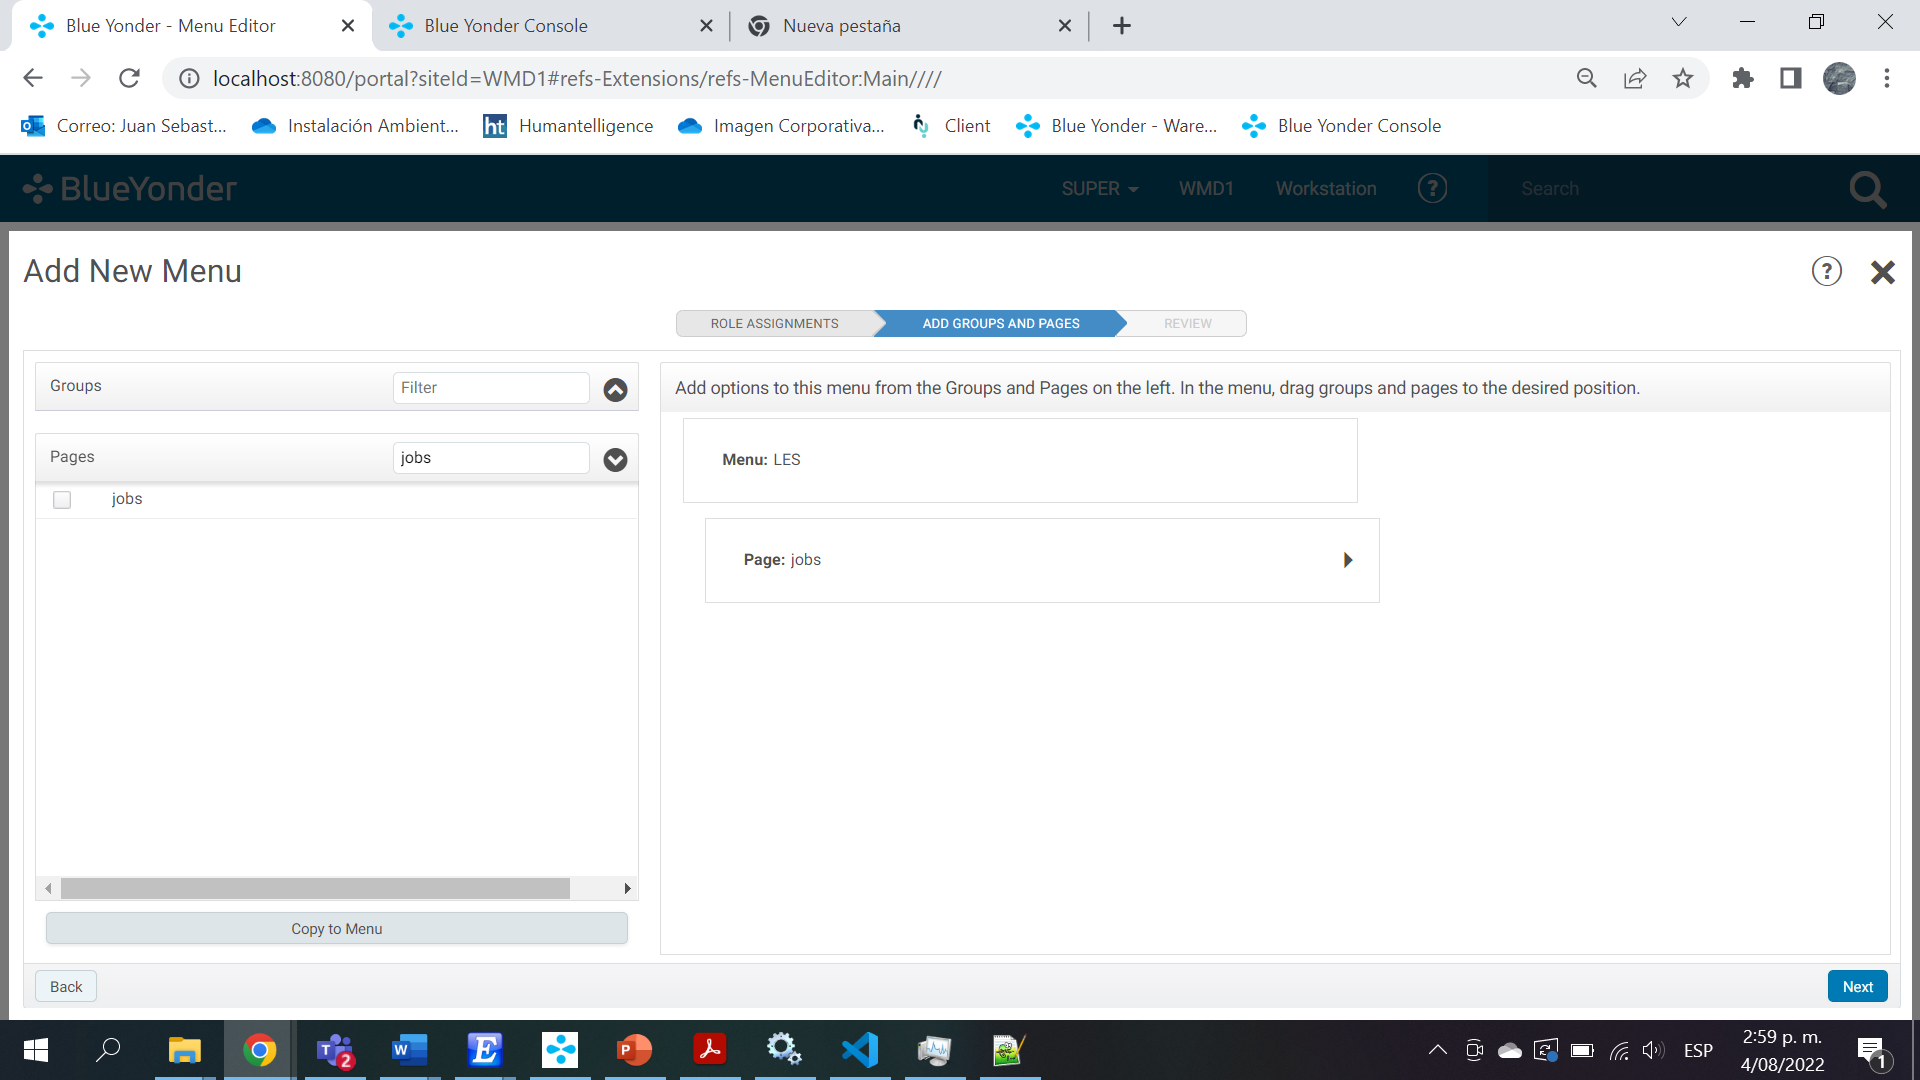 Blue Yonder - Menu Editor
Blue Yonder Console
Nueva pestaña
localhost:8080/portal?siteId=WMD1#refs-Extensions/refs-MenuEditor:Main////
Correo: Juan Sebast...
Instalación Ambient...
ht Humantelligence
Imagen Corporativa...
Client
Blue Yonder - Ware...
Blue Yonder Console
BlueYonder
SUPER
WMD1
Workstation
?
Search
Add New Menu
?
ROLE ASSIGNMENTS
ADD GROUPS AND PAGES
REVIEW
Groups
Filter
Add options to this menu from the Groups and Pages on the left. In the menu, drag groups and pages to the desired position.
Pages
jobs
Menu: LES
jobs
Page: jobs
Copy to Menu
Back
Next
T 2
W
E
P
ESP
2:59 p. m.
4/08/2022
1